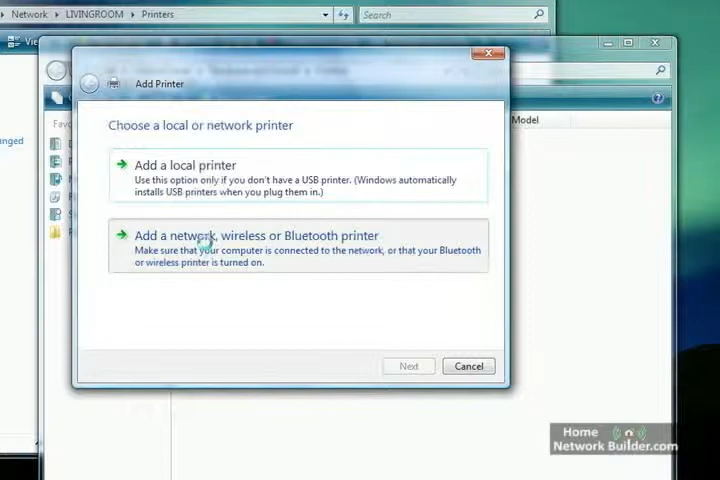 Network
LIVINGROOM
Printers
Search
Add Printer
Model
Choose a local or network printer
anged
Add a local printer
Use this option only if you don't have a USB printer. (Windows automatically
installs USB printers when you plug them in.)
Add a network, wireless or Bluetooth printer
Make sure that your computer is connected to the network, or that your Bluetooth
or wireless printer is turned on.
Next
Cancel
Home
Network Builder.com